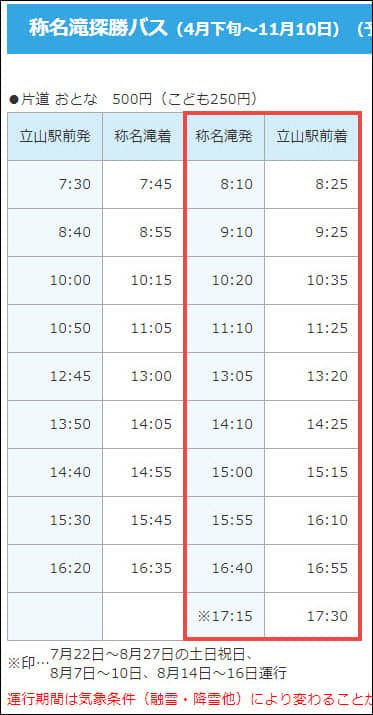 称名滝探勝バス（4月下旬～11月10日）（
●片道 おとな　500円（こども250円）
立山駅前発 称名滝着 称名滝発 立山駅前着
7:30 7:45 8:10 8:25
8:40 8:55 9:10 9:25
10:00 10:15 10:20 10:35
10:50 11:05 11:10 11:25
12:45 13:00 13:05 13:20
13:50 14:05 14:10 14:25
14:40 14:55 15:00 15:15
15:30 15:45 15:55 16:10
16:20 16:35 16:40 16:55
※17:15 17:30
※印…7月22日～8月27日の土日祝日、
8月7日～10日、8月14日～16日運行
運行期間は気象条件（融雪・降雪他）により変わること